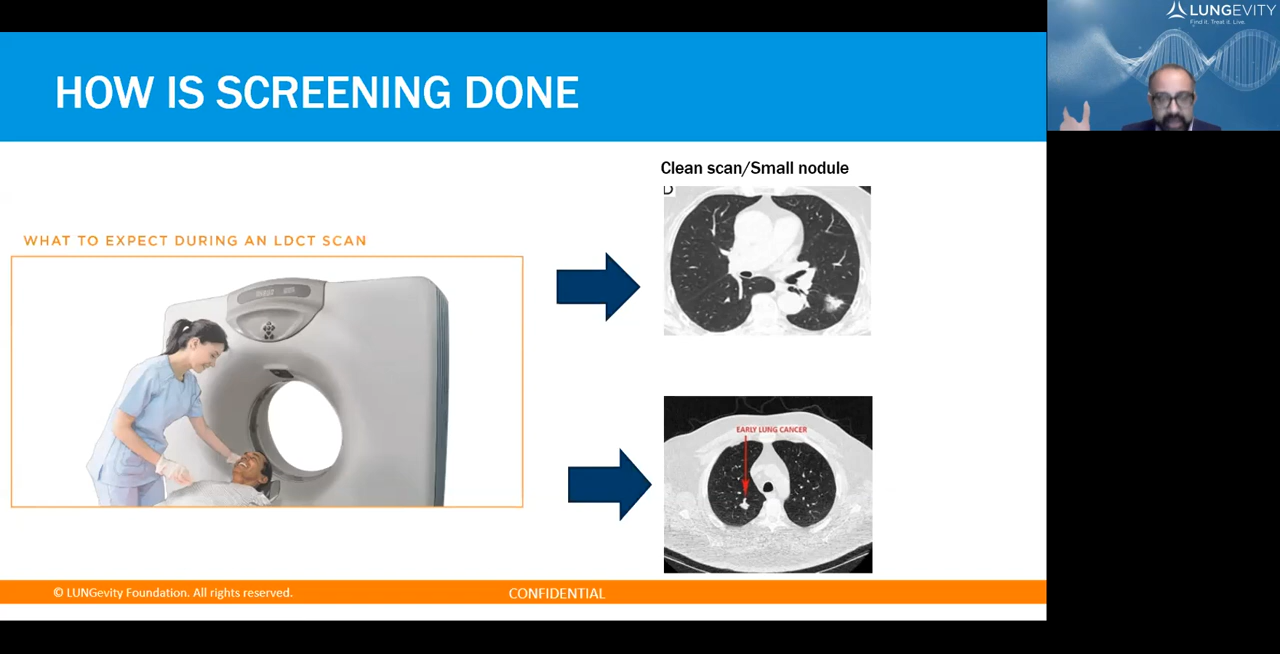 HOW IS SCREENING DONE
WHAT TO EXPECT DURING AN LDCT SCAN
Clean scan/Small nodule
D
EARLY LUNG CANCER
© LUNGevity Foundation. All rights reserved.
CONFIDENTIAL
LUNGEVITY
Find it. Treat it. Live.